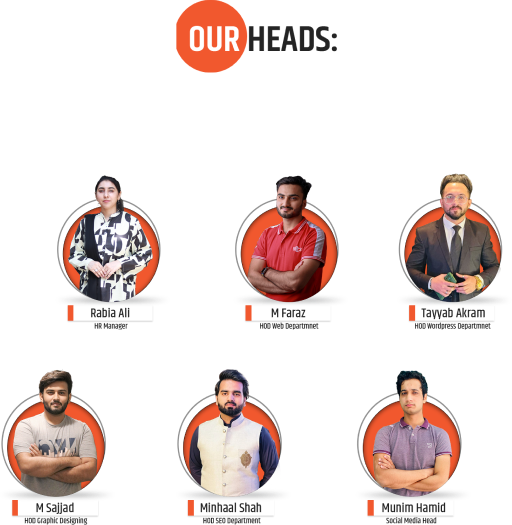 OUR HEADS:
Rabia Ali
HR Manager
M Faraz
HOD Web Departmnet
Tayyab Akram
HOD Wordpress Departmnet
M Sajjad
HOD Graphic Designing
Minhaal Shah
HOD SEO Department
Munim Hamid
Social Media Head